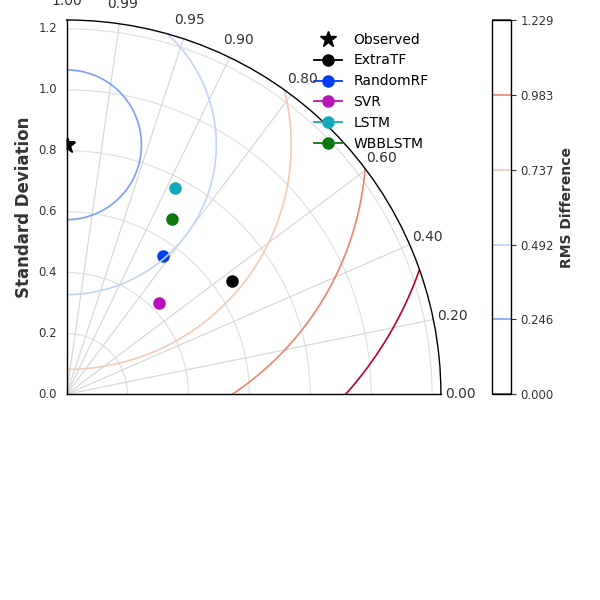 1.00
0.99
0.95
0.90
0.80
0.60
0.40
0.20
0.00
1.2
1.0
0.8
0.6
0.4
0.2
0.0
Standard Deviation
Observed
ExtraTF
RandomRF
SVR
LSTM
WBBLSTM
1.229
0.983
0.737
0.492
0.246
0.000
RMS Difference